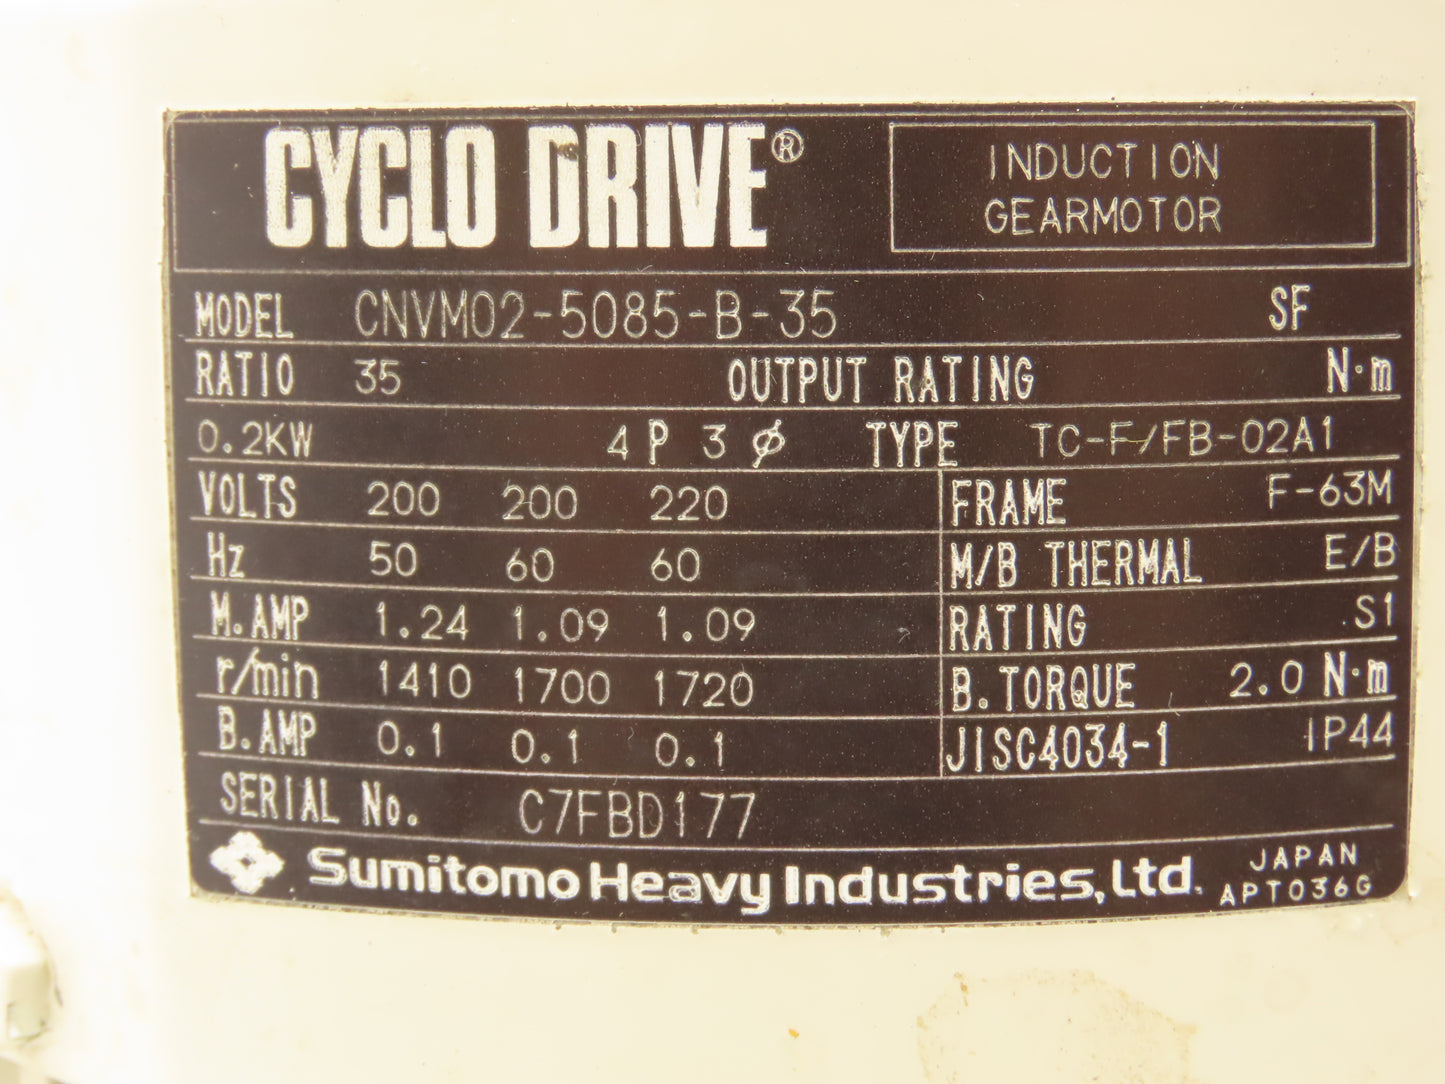 CYCLO DRIVE®
INDUCTION
GEARMOTOR
MODEL CNVM02-5085-B-35 SF
RATIO 35 OUTPUT RATING N·m
0.2KW 4 P 3 ϕ TYPE TC-F/FB-02A1
VOLTS 200 200 220 FRAME F-63M
Hz 50 60 60 M/B THERMAL E/B
M.AMP 1.24 1.09 1.09 RATING S1
r/min 1410 1700 1720 B.TORQUE 2.0 N·m
B.AMP 0.1 0.1 0.1 JISC4034-1 IP44
SERIAL No. C7FBD177
Sumitomo Heavy Industries, Ltd.
JAPAN
APT036G